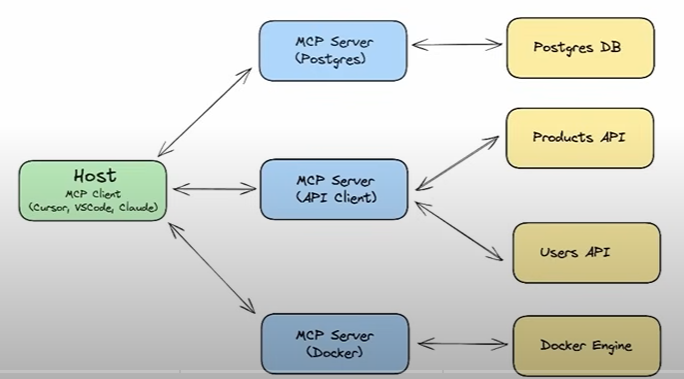 MCP Server
(Postgres)
Postgres DB
Products API
Host
MCP Client
(Cursor, VSCode, Claude)
MCP Server
(API Client)
Users API
MCP Server
(Docker)
Docker Engine